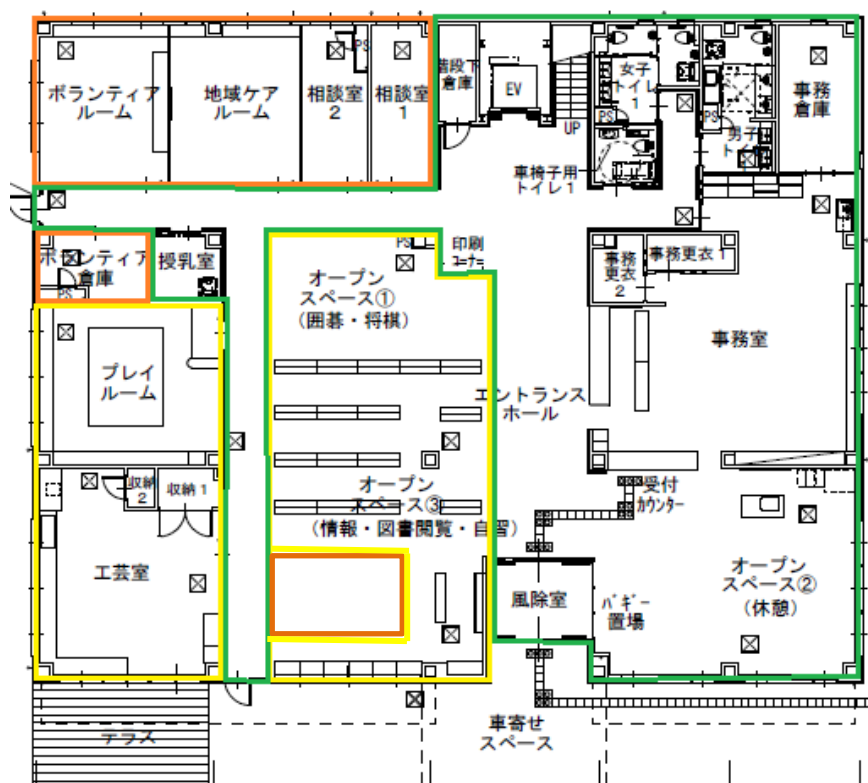 ボランティア
ルーム
地域ケア
ルーム
相談室
2
PS
相談室
1
階段下
倉庫
EV
UP
女子
トイレ
1
PS
車椅子用
トイレ1
PS
男子
トイ
事務
倉庫
ボランティア
倉庫
PS
授乳室
PS
印刷
コーナー
オープン
スペース①
(囲碁・将棋)
事務
更衣
2
事務更衣1
事務室
プレイ
ルーム
エントランス
ホール
収納
2
収納1
工芸室
オープン
スペース③
(情報・図書閲覧・自習)
受付
カウンター
風除室
バギー
置場
オープン
スペース②
(休憩)
テラス
車寄せ
スペース